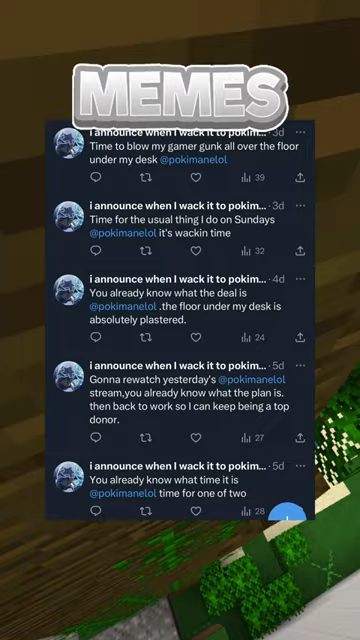 MEMES
i announce when I wack it to pokim... · 3d
Time to blow my gamer gunk all over the floor
under my desk @pokimanelol
39
i announce when I wack it to pokim... · 3d
Time for the usual thing I do on Sundays
@pokimanelol it's wackin time
32
i announce when I wack it to pokim... · 4d
You already know what the deal is
@pokimanelol .the floor under my desk is
absolutely plastered.
24
i announce when I wack it to pokim... · 5d
Gonna rewatch yesterday's @pokimanelol
stream,you already know what the plan is.
then back to work so I can keep being a top
donor.
27
i announce when I wack it to pokim... · 5d
You already know what time it is
@pokimanelol time for one of two
28